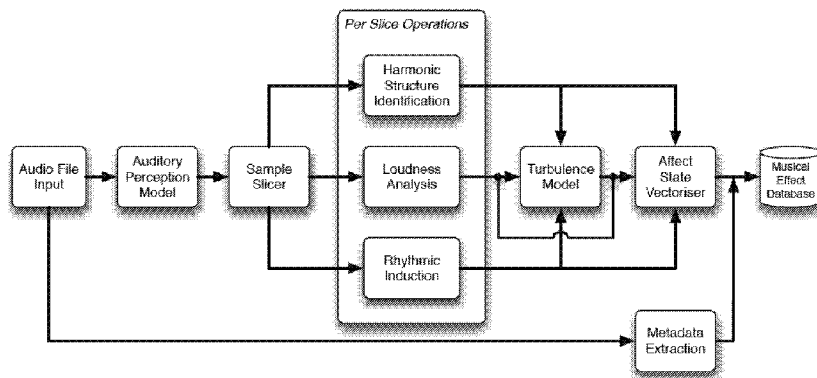 Per Slice Operations
Harmonic
Structure
Identification
Audio File
Input
Auditory
Perception
Model
Sample
Slicer
Loudness
Analysis
Turbulence
Model
Affect
State
Vectoriser
Musical
Effect
Database
Rhythmic
Induction
Metadata
Extraction